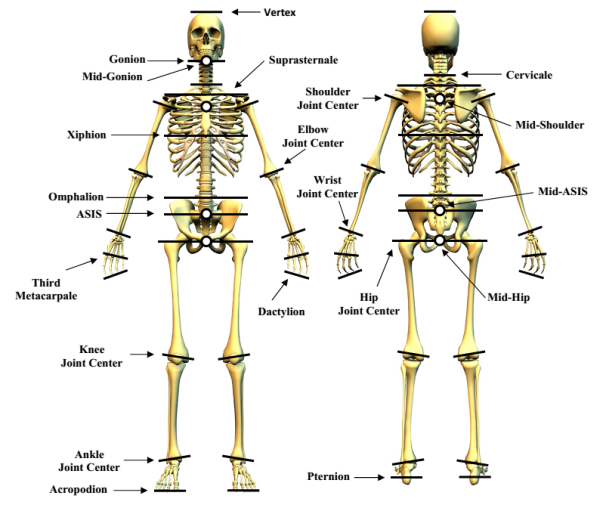 Vertex
Gonion
Mid-Gonion
Suprasternale
Cervicale
Shoulder
Joint Center
Mid-Shoulder
Xiphion
Elbow
Joint Center
Wrist
Joint Center
Mid-ASIS
Omphalion
ASIS
Third
Metacarpale
Dactylion
Hip
Joint Center
Mid-Hip
Knee
Joint Center
Ankle
Joint Center
Pternion
Acropodion